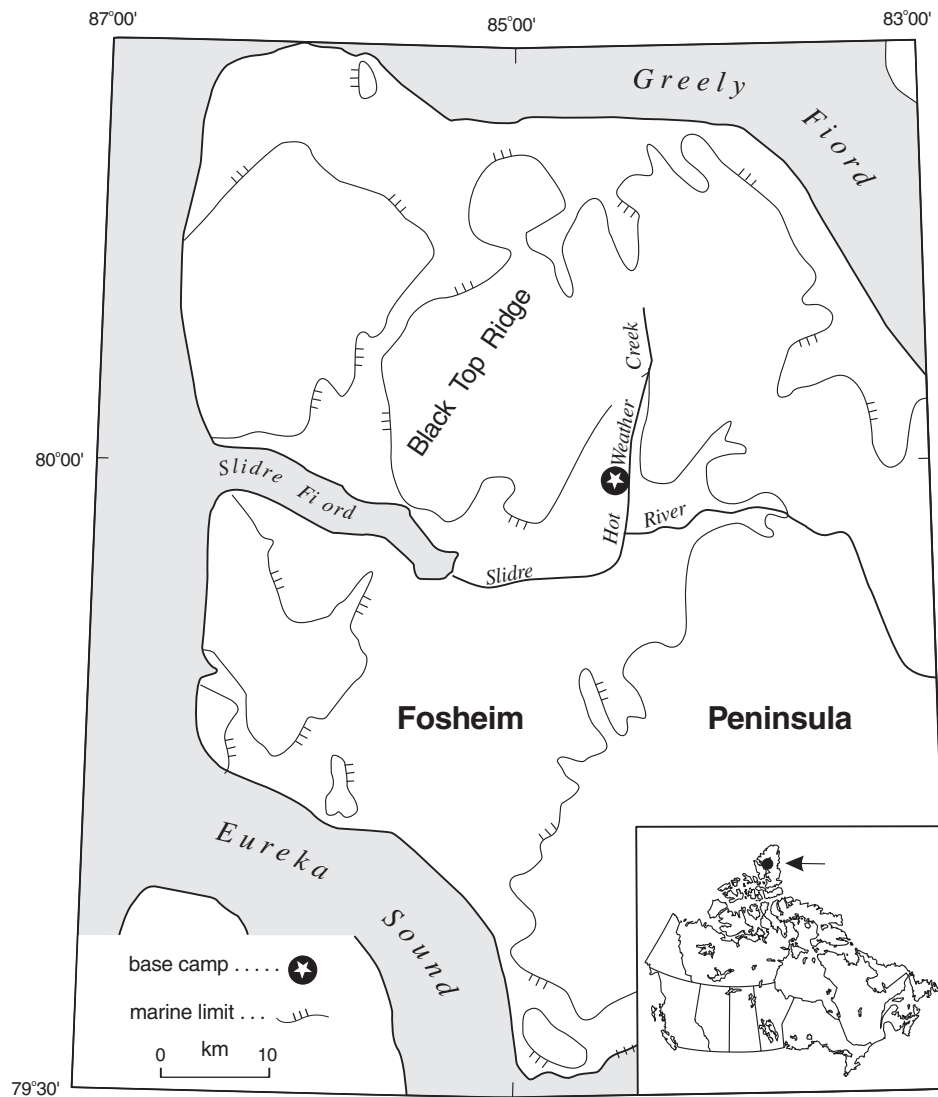 87°00'
85°00'
83°00'
Greely
Fiord
Black Top Ridge
Creek
Weather
Hot
80°00'
Slidre Fiord
River
Slidre
Fosheim
Peninsula
Eureka
Sound
base camp .....
marine limit ...
0 km 10
79°30'